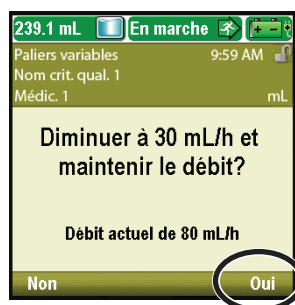 239.1 mL En marche
Paliers variables 9:59 AM
Nom crit. qual. 1
Médic. 1 mL
Diminuer à 30 mL/h et
maintenir le débit?
Débit actuel de 80 mL/h
Non Oui